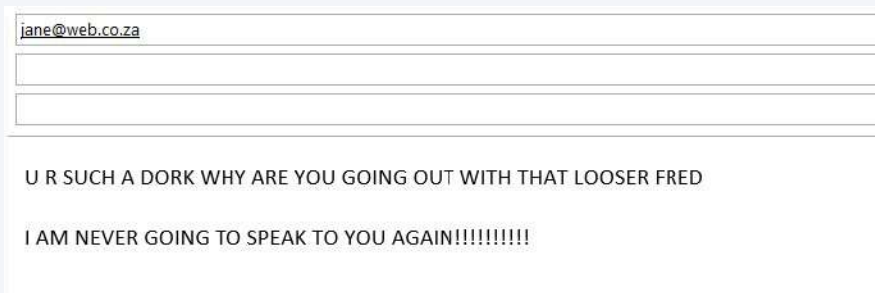 jane@web.co.za
U R SUCH A DORK WHY ARE YOU GOING OUT WITH THAT LOOSER FRED
I AM NEVER GOING TO SPEAK TO YOU AGAIN!!!!!!!!!!